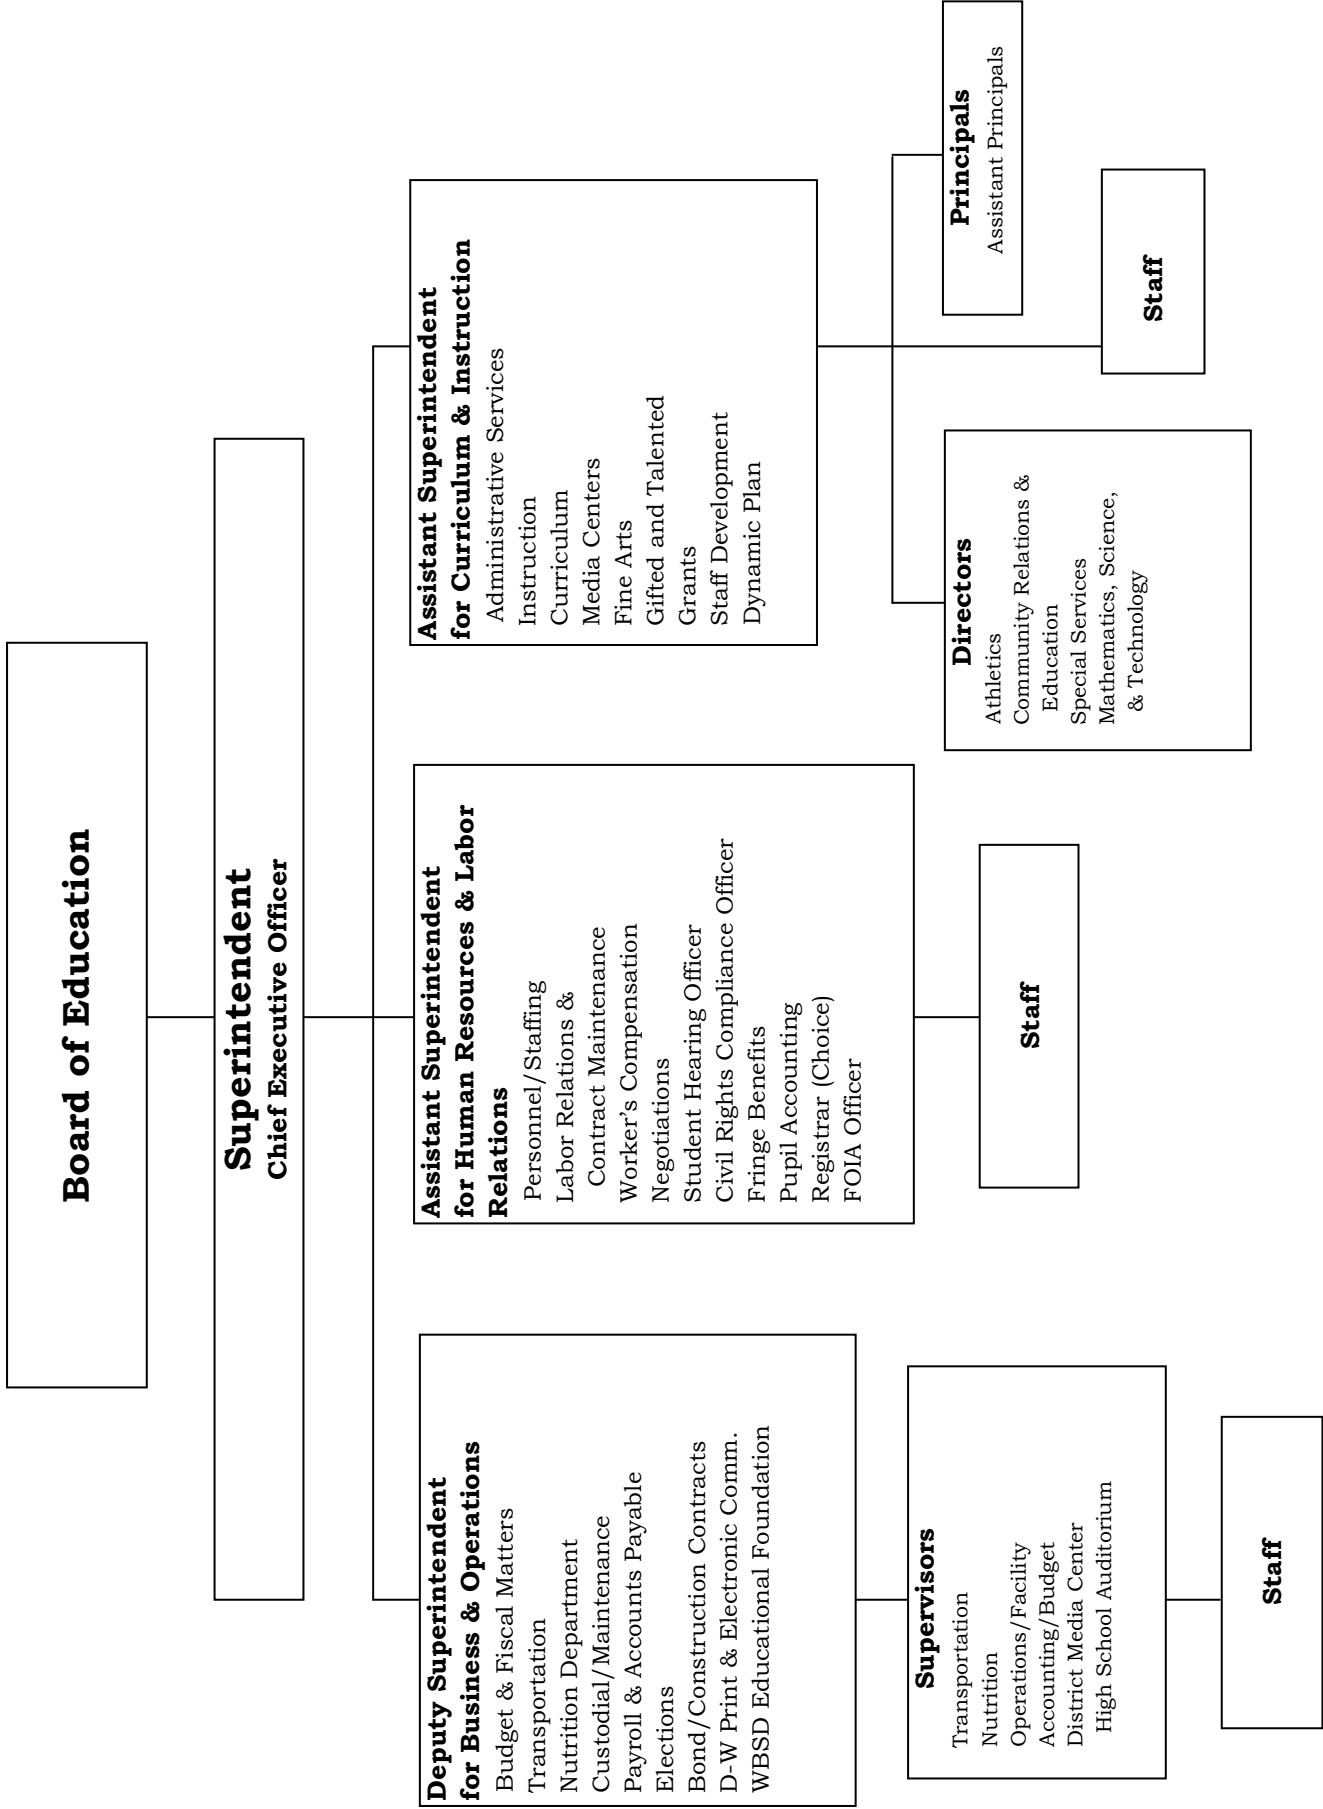 Board of Education
Superintendent
Chief Executive Officer
Deputy Superintendent
for Business & Operations
Budget & Fiscal Matters
Transportation
Nutrition Department
Custodial/Maintenance
Payroll & Accounts Payable
Elections
Bond/Construction Contracts
D-W Print & Electronic Comm.
WBSD Educational Foundation
Supervisors
Transportation
Nutrition
Operations/Facility
Accounting/Budget
District Media Center
High School Auditorium
Staff
Assistant Superintendent
for Human Resources & Labor
Relations
Personnel/Staffing
Labor Relations &
Contract Maintenance
Worker's Compensation
Negotiations
Student Hearing Officer
Civil Rights Compliance Officer
Fringe Benefits
Pupil Accounting
Registrar (Choice)
FOIA Officer
Staff
Assistant Superintendent
for Curriculum & Instruction
Administrative Services
Instruction
Curriculum
Media Centers
Fine Arts
Gifted and Talented
Grants
Staff Development
Dynamic Plan
Directors
Athletics
Community Relations &
Education
Special Services
Mathematics, Science,
& Technology
Staff
Principals
Assistant Principals